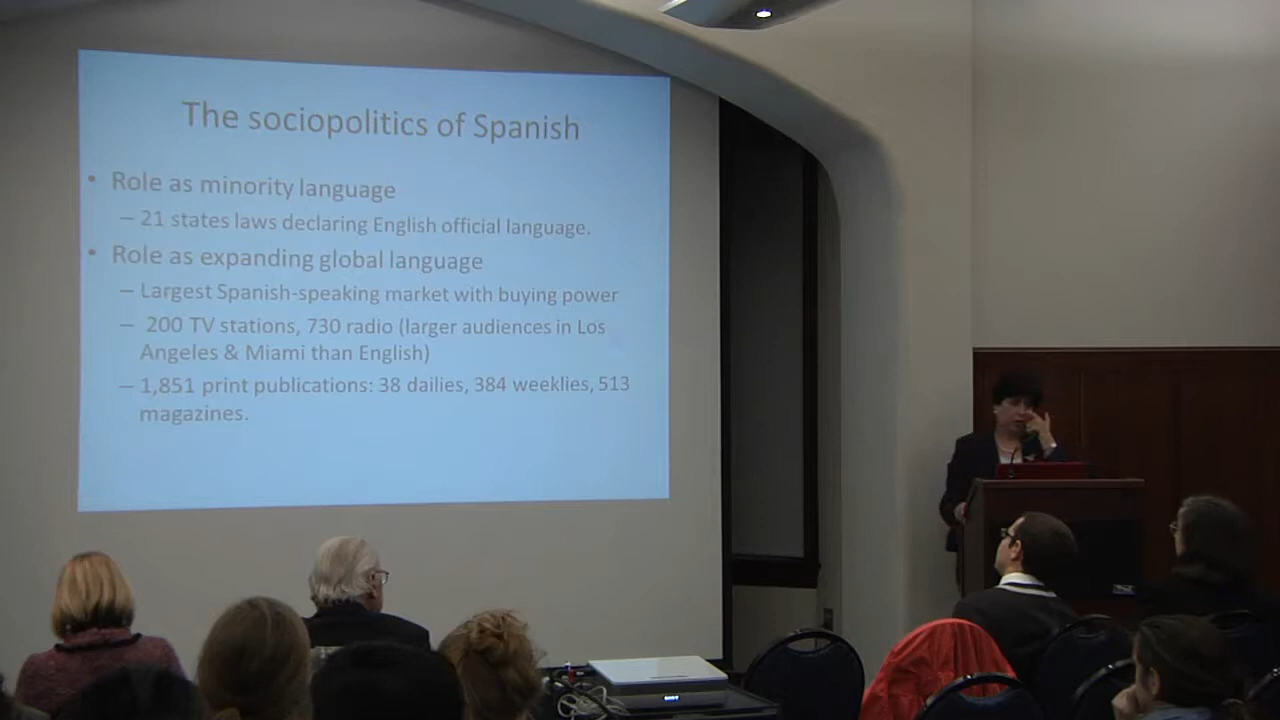 The sociopolitics of Spanish
• Role as minority language
– 21 states laws declaring English official language.
• Role as expanding global language
– Largest Spanish-speaking market with buying power
– 200 TV stations, 730 radio (larger audiences in Los
Angeles & Miami than English)
– 1,851 print publications: 38 dailies, 384 weeklies, 513
magazines.